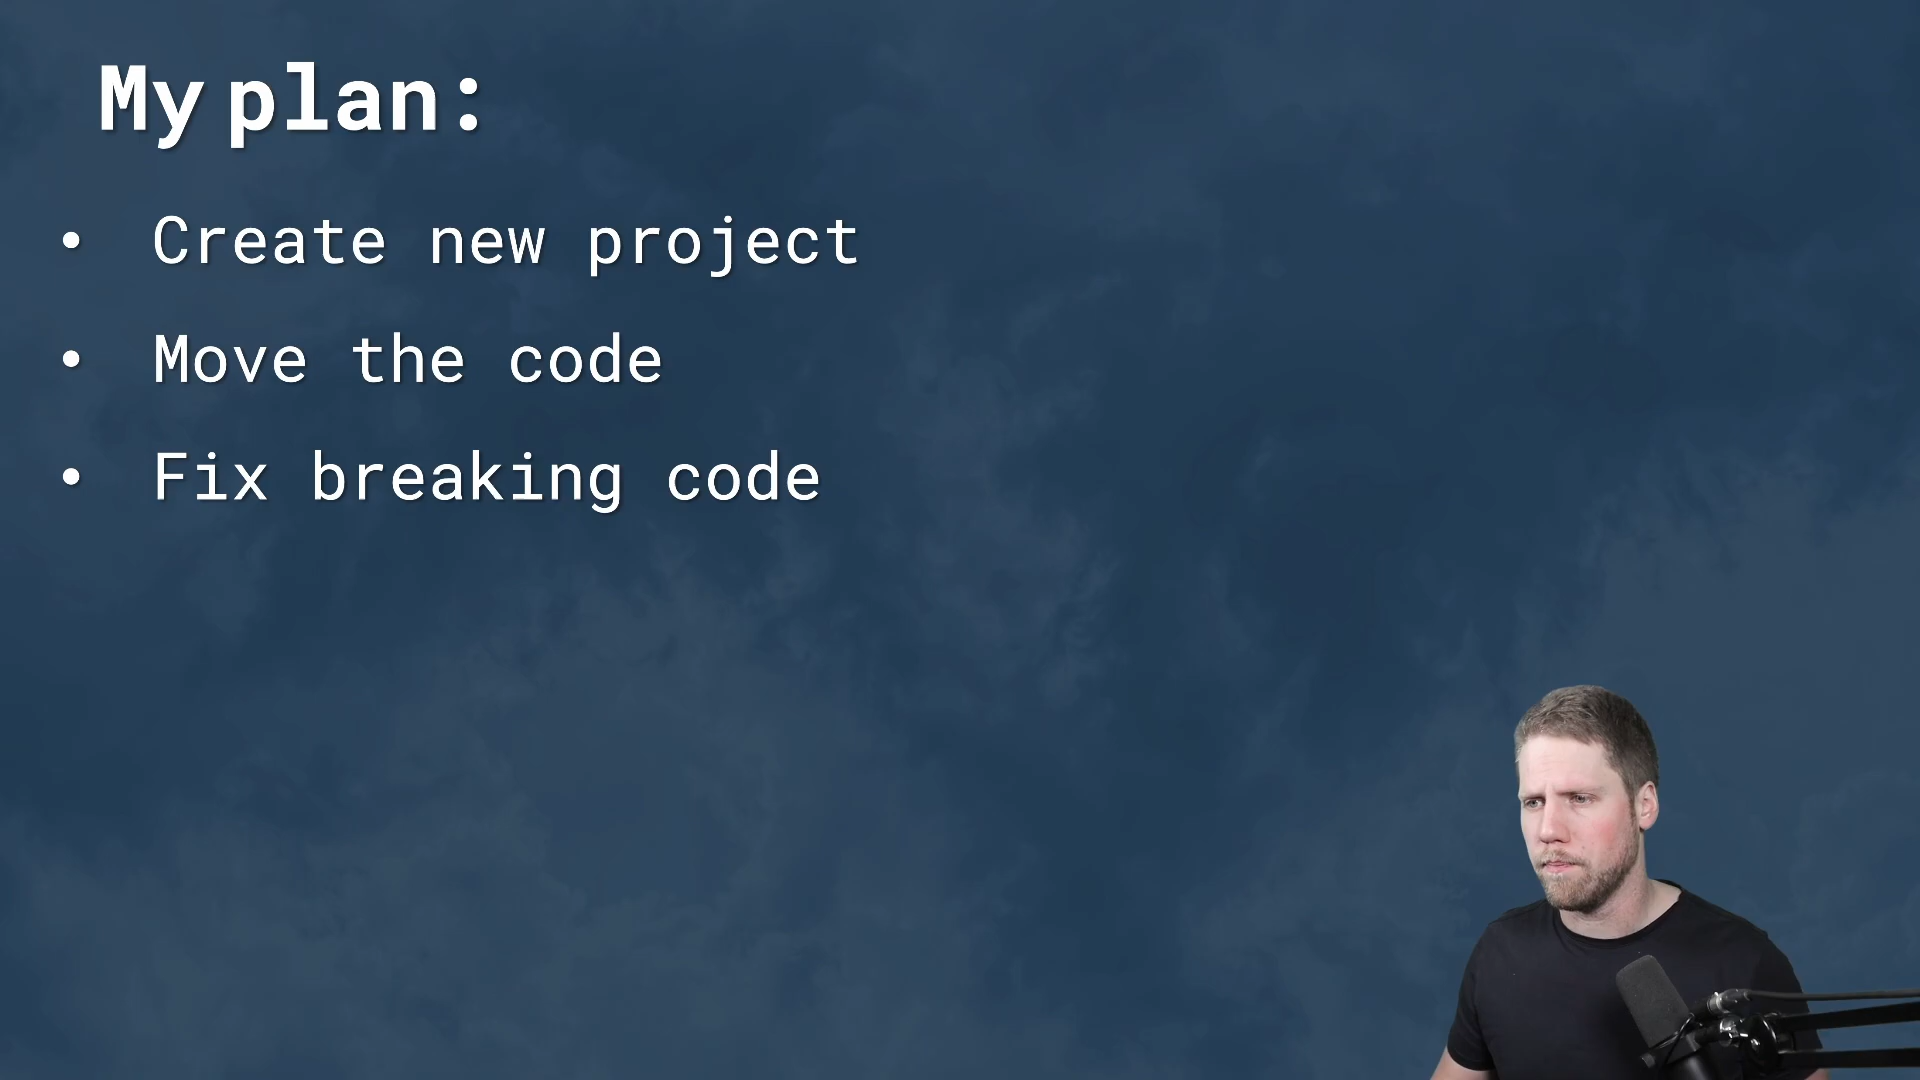 My plan:
• Create new project
• Move the code
• Fix breaking code